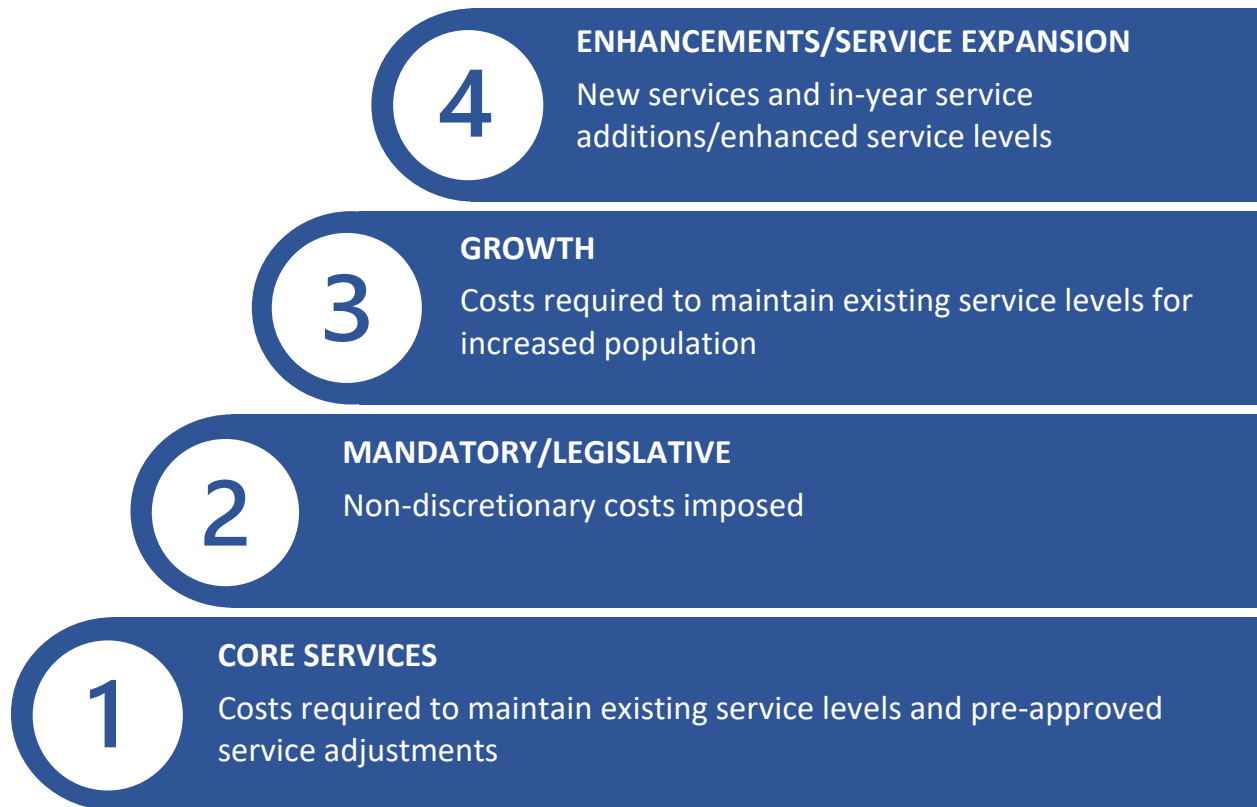 4
ENHANCEMENTS/SERVICE EXPANSION
New services and in-year service
additions/enhanced service levels
3
GROWTH
Costs required to maintain existing service levels for
increased population
2
MANDATORY/LEGISLATIVE
Non-discretionary costs imposed
1
CORE SERVICES
Costs required to maintain existing service levels and pre-approved
service adjustments